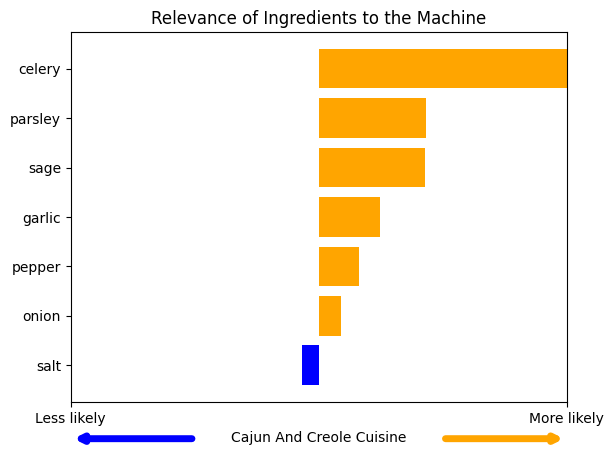 Relevance of Ingredients to the Machine
celery
parsley
sage
garlic
pepper
onion
salt
Less likely
More likely
Cajun And Creole Cuisine